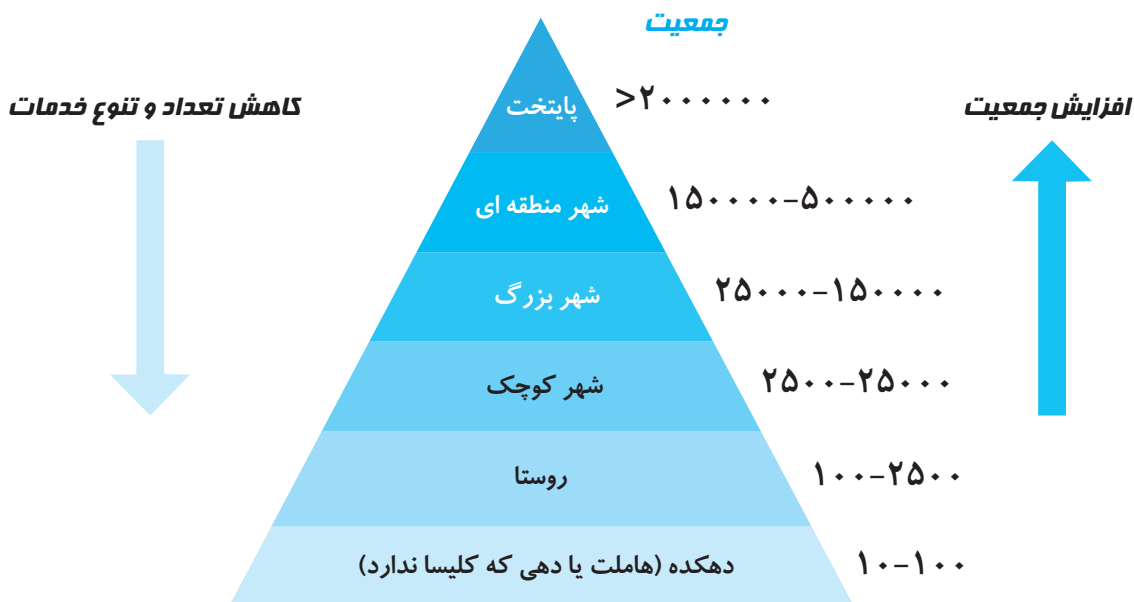 جمعیت
کاهش تعداد و تنوع خدمات
افزایش جمعیت
پایتخت
>۲۰۰۰۰۰۰
شهر منطقه ای
۱۵۰۰۰۰-۵۰۰۰۰۰
شهر بزرگ
۲۵۰۰۰-۱۵۰۰۰۰
شهر کوچک
۲۵۰۰-۲۵۰۰۰
روستا
۱۰۰-۲۵۰۰
دهکده (هاملت یا دهی که کلیسا ندارد)
۱۰-۱۰۰